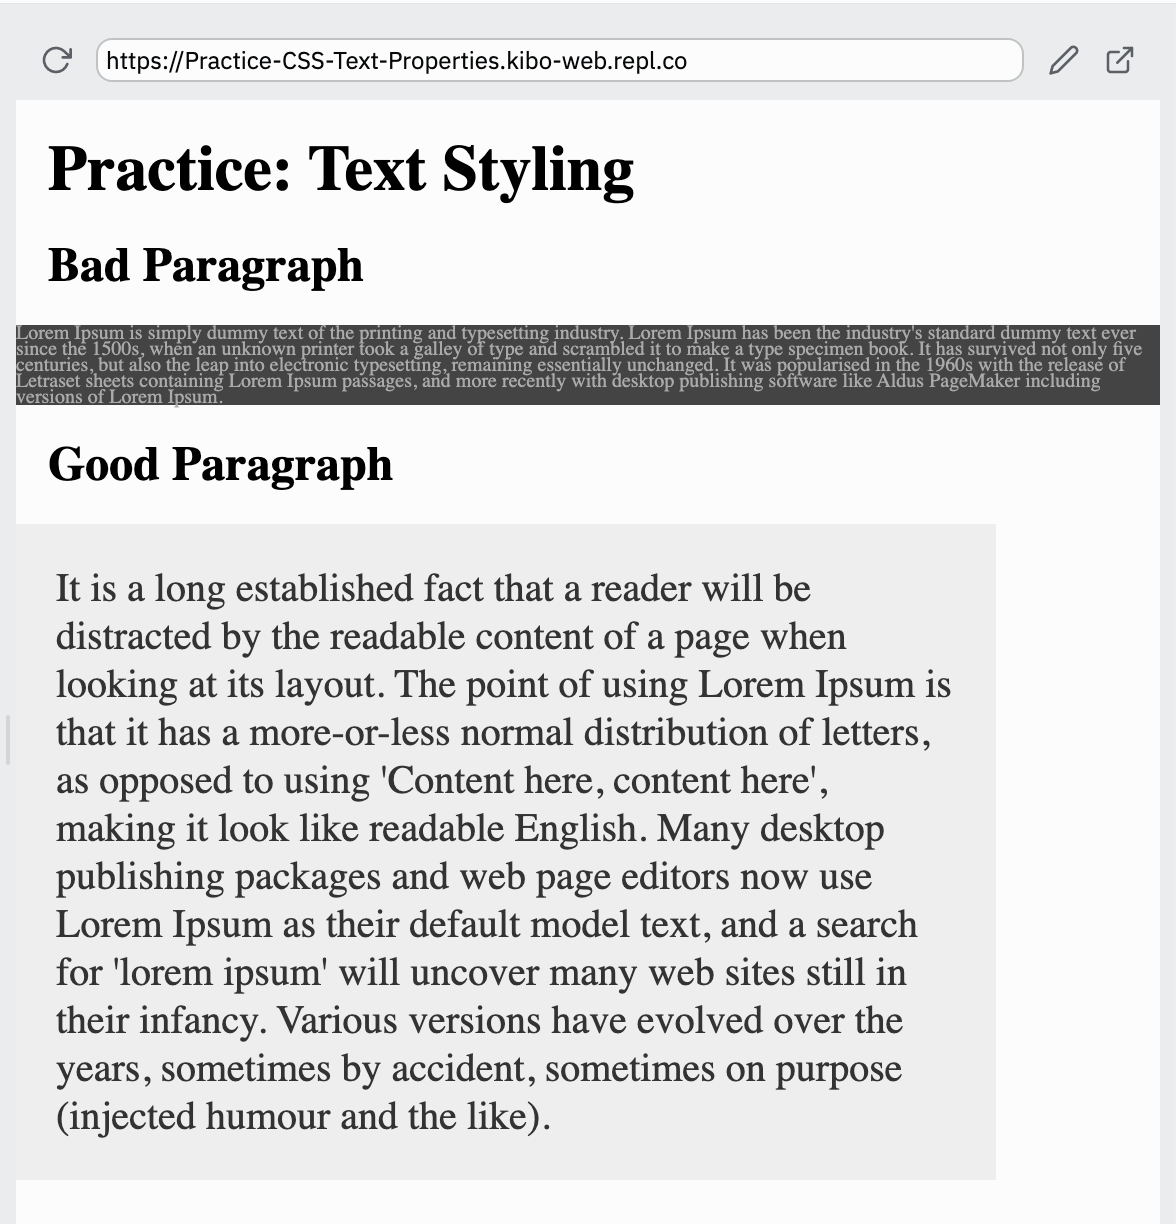 https://Practice-CSS-Text-Properties.kibo-web.repl.co
Practice: Text Styling
Bad Paragraph
Lorem Ipsum is simply dummy text of the printing and typesetting industry. Lorem Ipsum has been the industry's standard dummy text ever
since the 1500s, when an unknown printer took a galley of type and scrambled it to make a type specimen book. It has survived not only five
centuries, but also the leap into electronic typesetting, remaining essentially unchanged. It was popularised in the 1960s with the release of
Letraset sheets containing Lorem Ipsum passages, and more recently with desktop publishing software like Aldus PageMaker including
versions of Lorem Ipsum.
Good Paragraph
It is a long established fact that a reader will be
distracted by the readable content of a page when
looking at its layout. The point of using Lorem Ipsum is
that it has a more-or-less normal distribution of letters,
as opposed to using 'Content here, content here',
making it look like readable English. Many desktop
publishing packages and web page editors now use
Lorem Ipsum as their default model text, and a search
for 'lorem ipsum' will uncover many web sites still in
their infancy. Various versions have evolved over the
years, sometimes by accident, sometimes on purpose
(injected humour and the like).